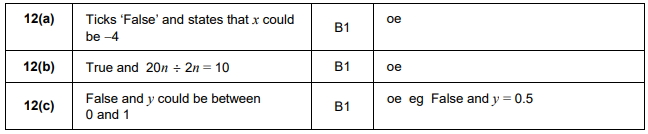 12(a) Ticks ‘False’ and states that x could B1 oe
be –4
12(b) True and 20n ÷ 2n = 10 B1 oe
12(c) False and y could be between B1 oe eg False and y = 0.5
0 and 1